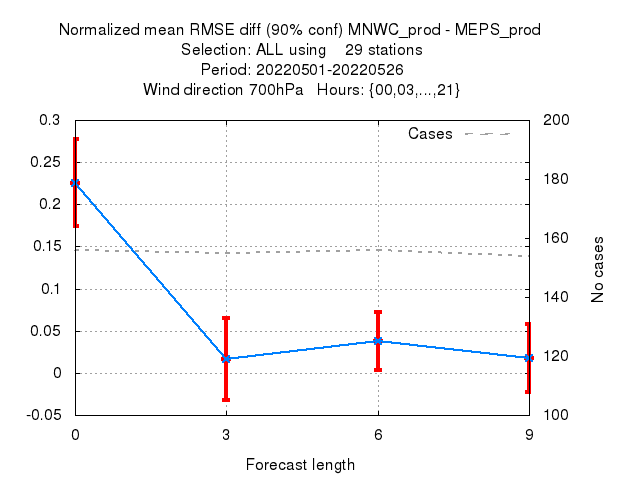 Normalized mean RMSE diff (90% conf) MNWC_prod - MEPS_prod
Selection: ALL using    29 stations
Period: 20220501-20220526
Wind direction 700hPa   Hours: {00,03,...,21}
Cases
0.3
0.25
0.2
0.15
0.1
0.05
0
-0.05
200
180
160
140
120
100
No cases
0 3 6 9
Forecast length